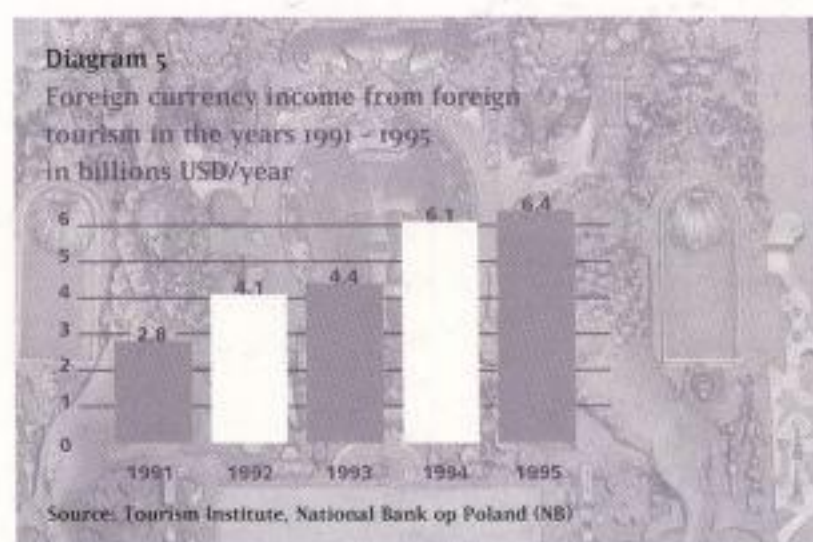 Diagram 5
Foreign currency income from foreign
tourism in the years 1991 - 1995
in billions USD/year
6
5
4
3
2
1
0
2.8
4.1
4.4
6.1
6.4
1991 1992 1993 1994 1995
Source: Tourism Institute, National Bank op Poland (NB)